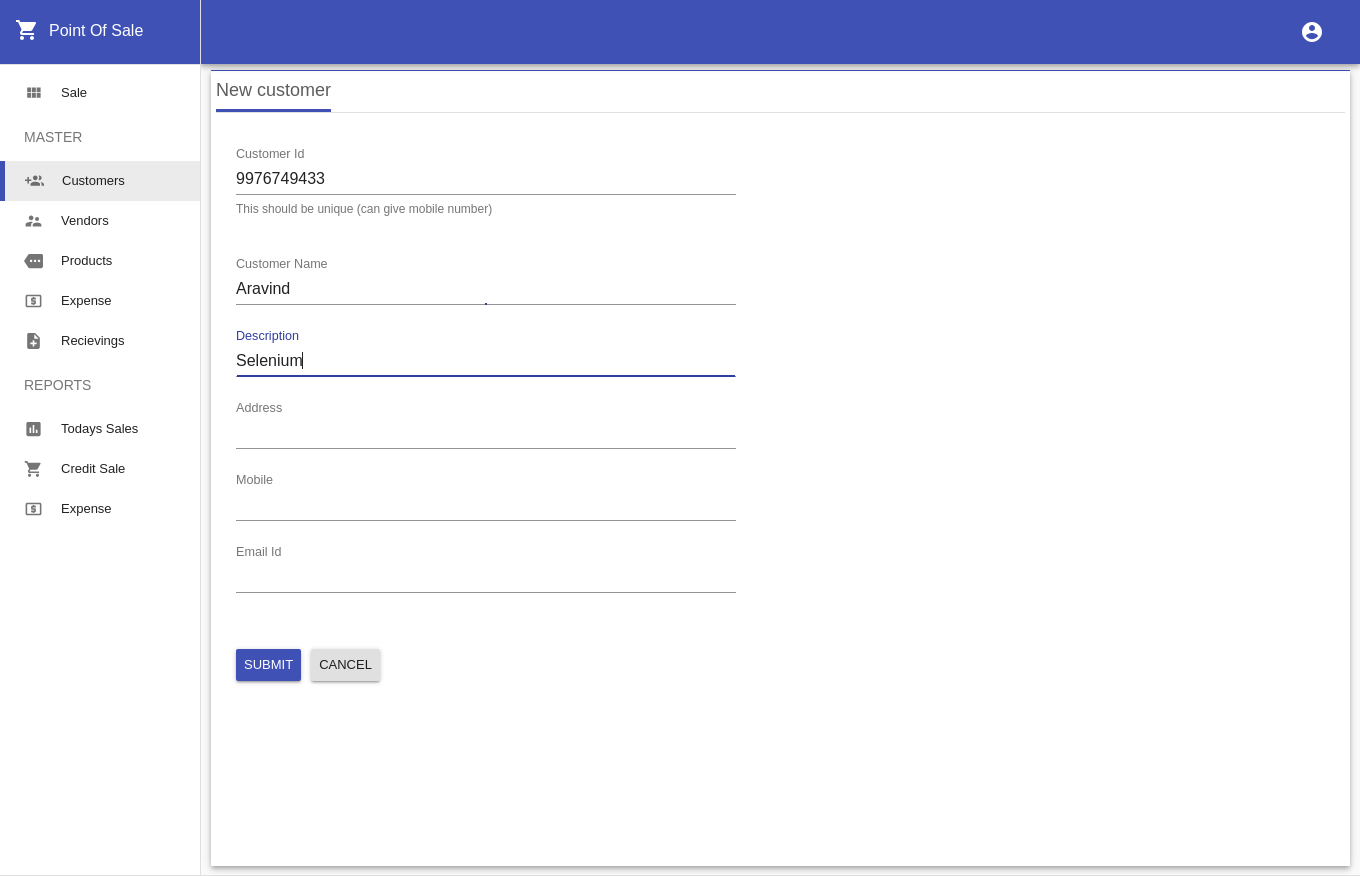 Point Of Sale
Sale
MASTER
Customers
Vendors
Products
Expense
Recievings
REPORTS
Todays Sales
Credit Sale
Expense
New customer
Customer Id
9976749433
This should be unique (can give mobile number)
Customer Name
Aravind
Description
Selenium
Address
Mobile
Email Id
SUBMIT CANCEL